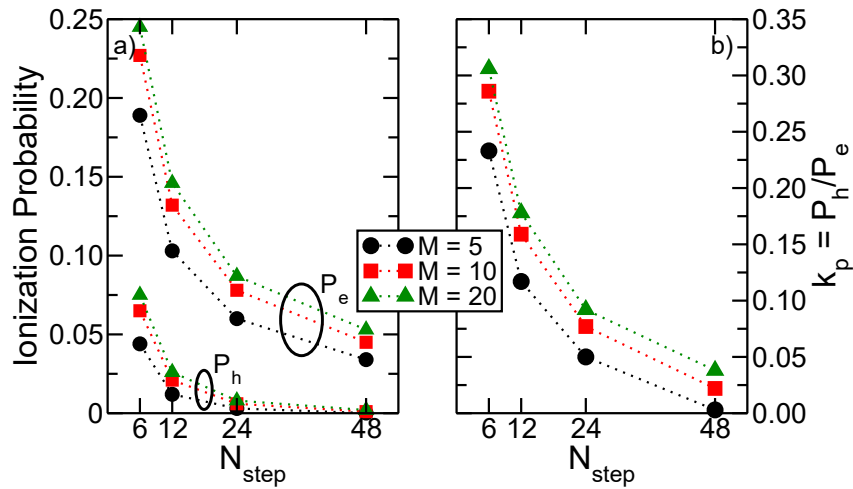 a)
b)
0.25
0.20
0.15
0.10
0.05
0
Ionization Probability
6 12 24 48
N_step
P_e
P_h
M = 5
M = 10
M = 20
6 12 24 48
N_step
0.35
0.30
0.25
0.20
0.15
0.10
0.05
0.00
k_p = P_h/P_e